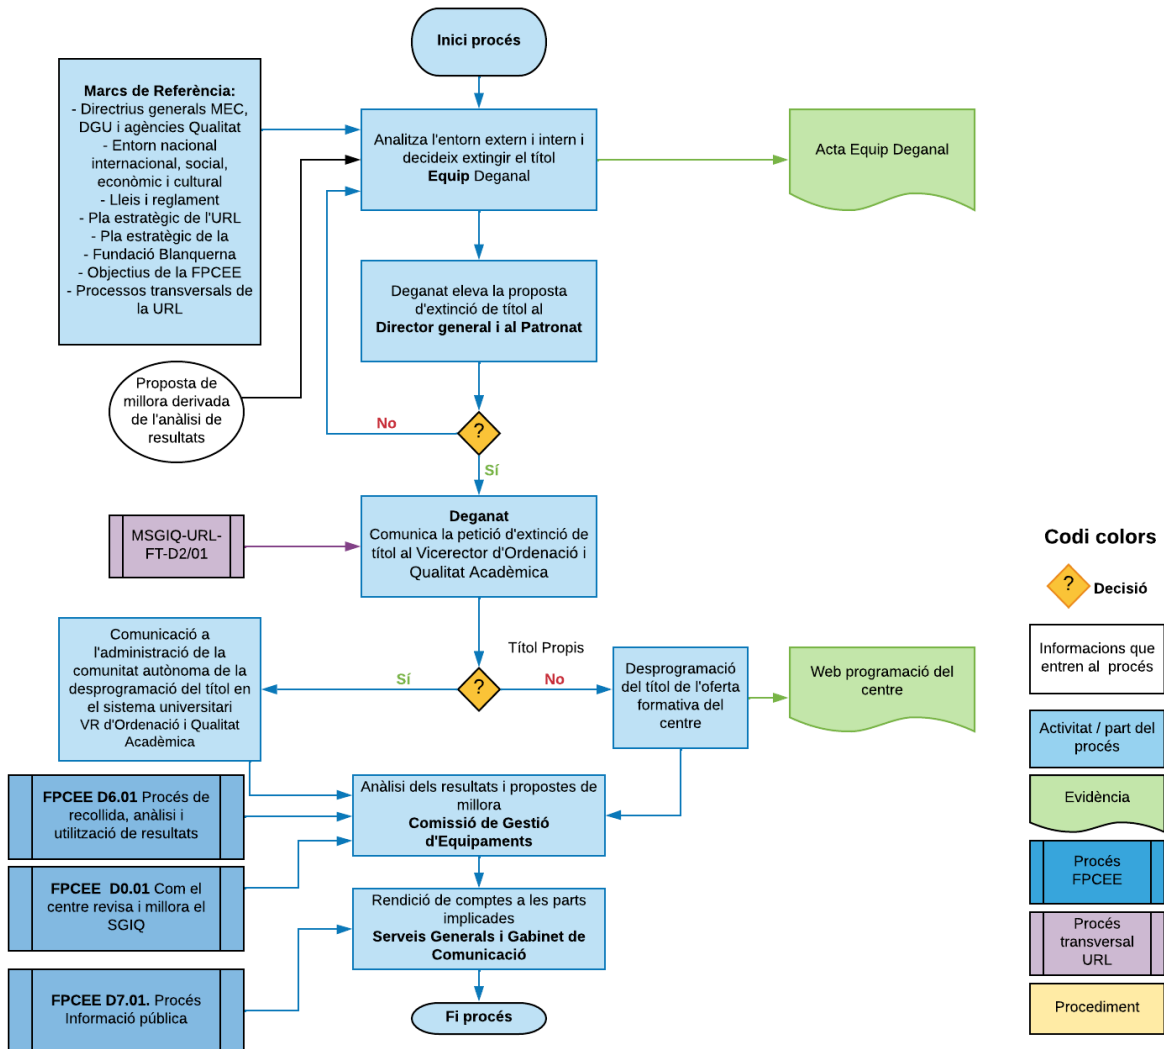 Inici procés
Marcs de Referència:
- Directrius generals MEC,
DGU i agències Qualitat
- Entorn nacional
internacional, social,
econòmic i cultural
- Lleis i reglament
- Pla estratègic de l'URL
- Pla estratègic de la
- Fundació Blanquerna
- Objectius de la FPCEE
- Processos transversals de
la URL
Analitza l'entorn extern i intern i
decideix extingir el títol
Equip Deganal
Acta Equip Deganal
Deganat eleva la proposta
d'extinció de títol al
Director general i al Patronat
Proposta de
millora derivada
de l'anàlisi de
resultats
No
?
Sí
MSGIQ-URL-
FT-D2/01
Deganat
Comunica la petició d'extinció de
títol al Vicerector d'Ordenació i
Qualitat Acadèmica
Comunicació a
l'administració de la
comunitat autònoma de la
desprogramació del títol en
el sistema universitari
VR d'Ordenació i Qualitat
Acadèmica
Sí
?
Títol Propis
No
Desprogramació
del títol de l'oferta
formativa del
centre
Web programació del
centre
FPCEE D6.01 Procés de
recollida, anàlisi i
utilització de resultats
Anàlisi dels resultats i propostes de
millora
Comissió de Gestió
d'Equipaments
FPCEE  D0.01 Com el
centre revisa i millora el
SGIQ
Rendició de comptes a les parts
implicades
Serveis Generals i Gabinet de
Comunicació
FPCEE D7.01. Procés
Informació pública
Fi procés
Codi colors
?
Decisió
Informacions que
entren al  procés
Activitat / part del
procés
Evidència
Procés
FPCEE
Procés
transversal
URL
Procediment